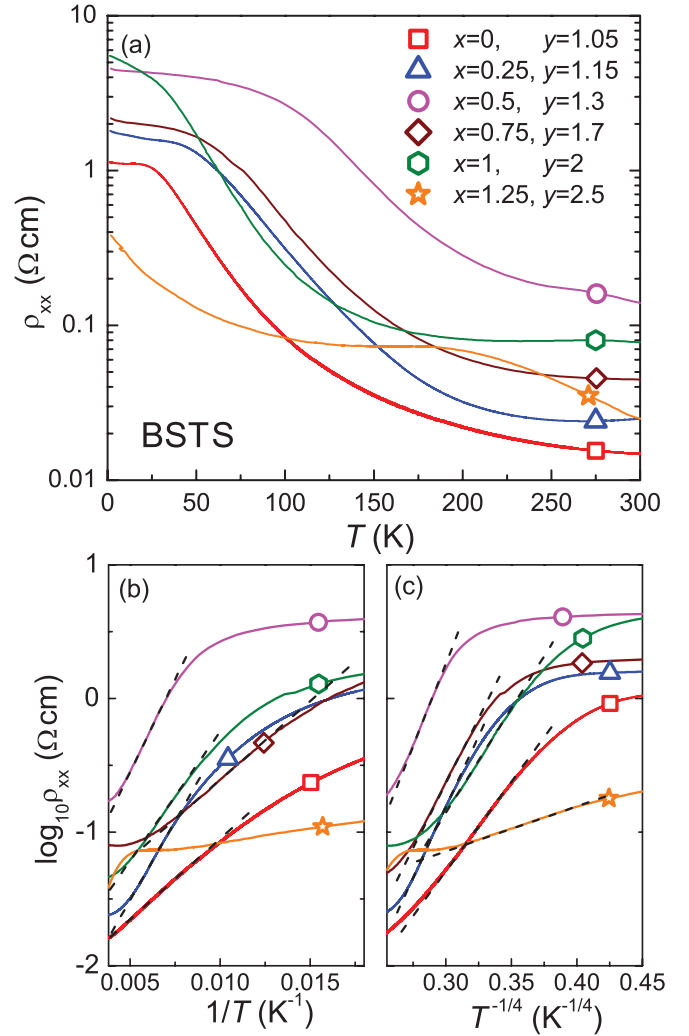 (a)
x=0, y=1.05
x=0.25, y=1.15
x=0.5, y=1.3
x=0.75, y=1.7
x=1, y=2
x=1.25, y=2.5
10
1
0.1
0.01
ρxx (Ω cm)
BSTS
0 50 100 150 200 250 300
T (K)
(b)
(c)
1
0
-1
-2
log10ρxx (Ω cm)
0.005 0.010 0.015
0.30 0.35 0.40 0.45
1/T (K-1)
T-1/4 (K-1/4)